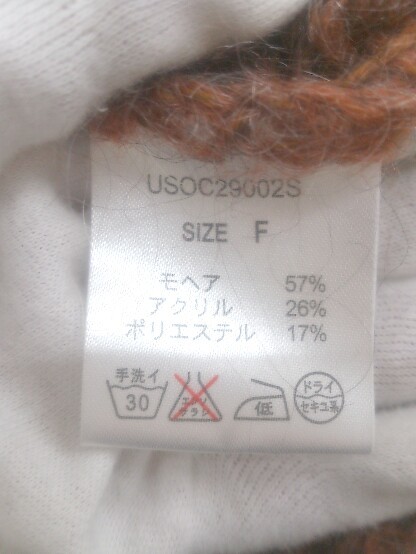 USOC29002S
SIZE F
モヘア 57%
アクリル 26%
ポリエステル 17%
手洗イ 30
低
ドライ
セキユ系